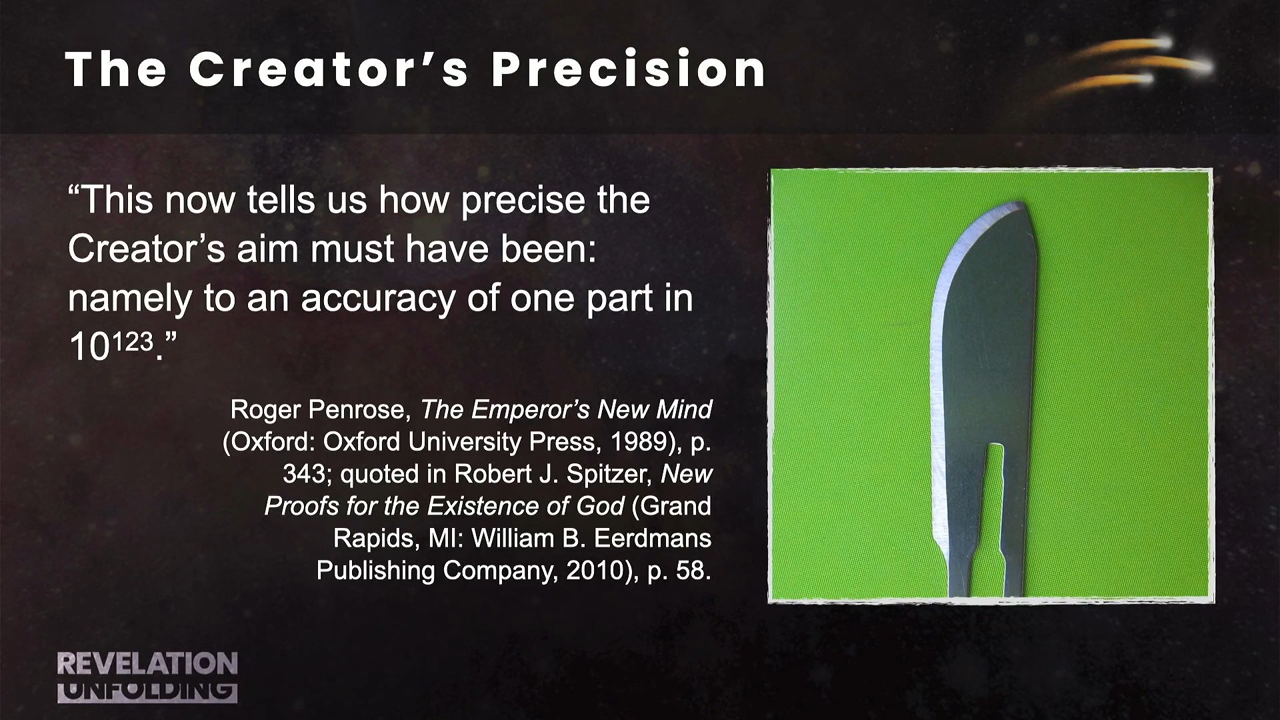 The Creator’s Precision
“This now tells us how precise the
Creator’s aim must have been:
namely to an accuracy of one part in
10¹²³.”
Roger Penrose, The Emperor’s New Mind
(Oxford: Oxford University Press, 1989), p.
343; quoted in Robert J. Spitzer, New
Proofs for the Existence of God (Grand
Rapids, MI: William B. Eerdmans
Publishing Company, 2010), p. 58.
REVELATION
UNFOLDING